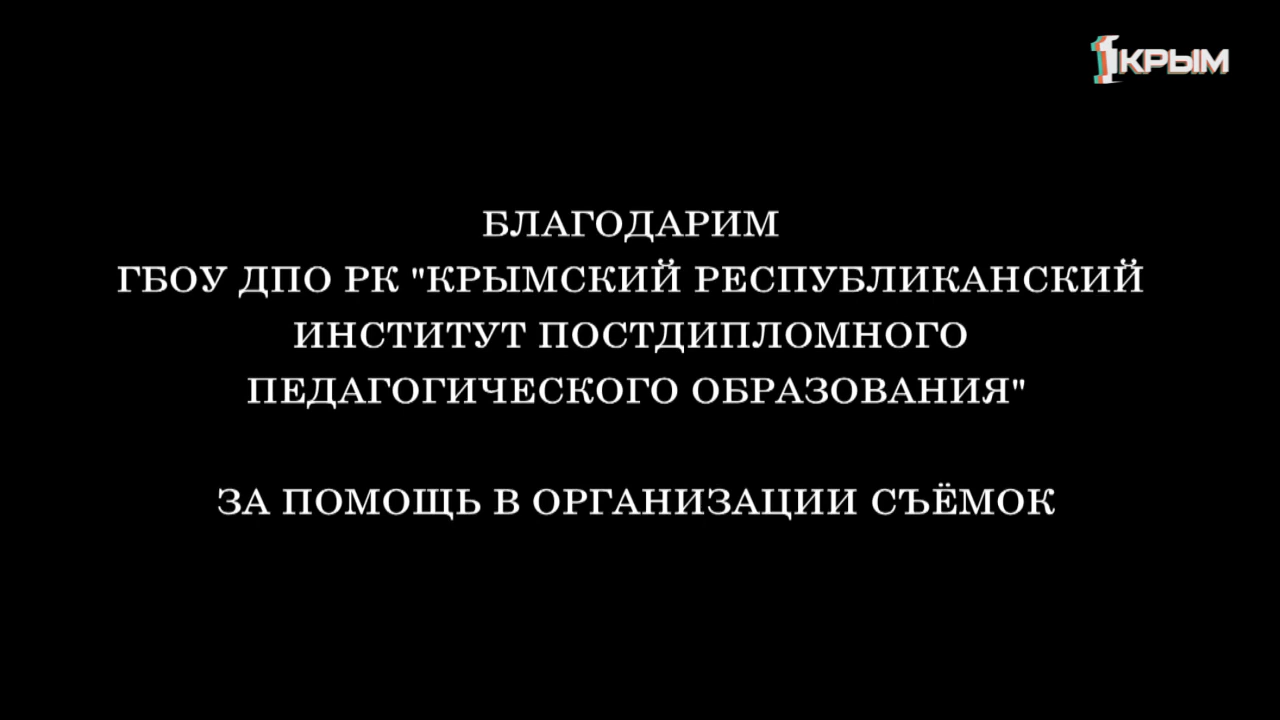 1КРЫМ
БЛАГОДАРИМ
ГБОУ ДПО РК "КРЫМСКИЙ РЕСПУБЛИКАНСКИЙ
ИНСТИТУТ ПОСТДИПЛОМНОГО
ПЕДАГОГИЧЕСКОГО ОБРАЗОВАНИЯ"
ЗА ПОМОЩЬ В ОРГАНИЗАЦИИ СЪЁМОК